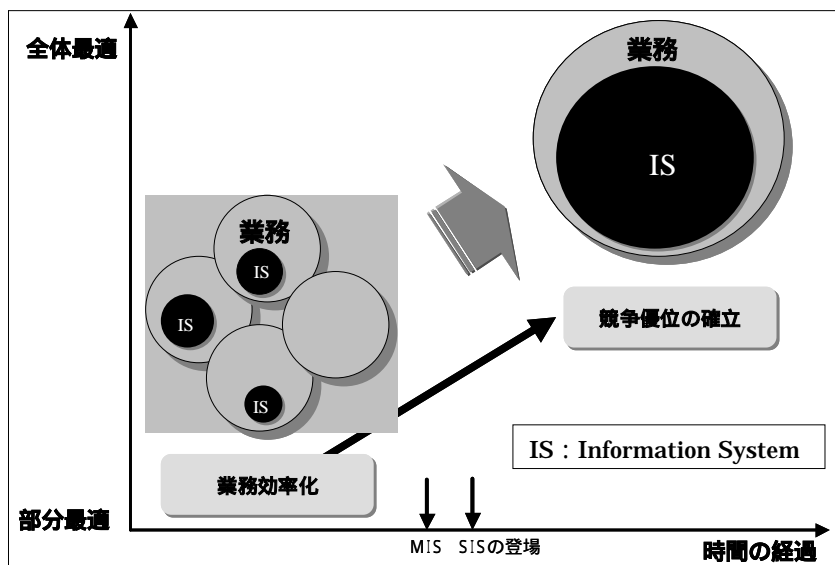 全体最適
業務
IS
業務
IS
IS
IS
競争優位の確立
IS：Information System
業務効率化
部分最適
MIS SISの登場
時間の経過